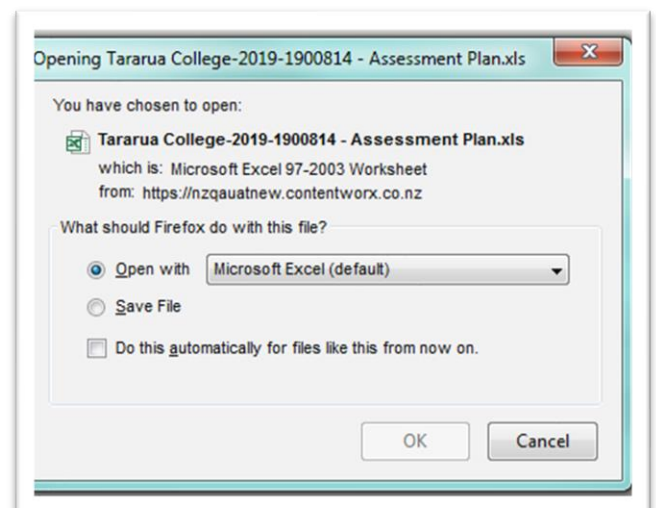 Opening Tararua College-2019-1900814 - Assessment Plan.xls
You have chosen to open:
Tararua College-2019-1900814 - Assessment Plan.xls
which is: Microsoft Excel 97-2003 Worksheet
from: https://nzqauatnew.contentworx.co.nz
What should Firefox do with this file?
Open with Microsoft Excel (default)
Save File
Do this automatically for files like this from now on.
OK Cancel